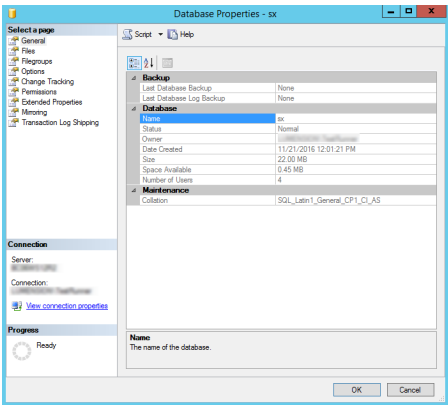 Database Properties - sx
Select a page
General
Files
Filegroups
Options
Change Tracking
Permissions
Extended Properties
Mirroring
Transaction Log Shipping
Connection
Server:
Connection:
View connection properties
Progress
Ready
Script
Help
Backup
Last Database Backup None
Last Database Log Backup None
Database
Name sx
Status Normal
Owner
Date Created 11/21/2016 12:01:21 PM
Size 22.00 MB
Space Available 0.45 MB
Number of Users 4
Maintenance
Collation SQL_Latin1_General_CP1_CI_AS
Name
The name of the database.
OK
Cancel